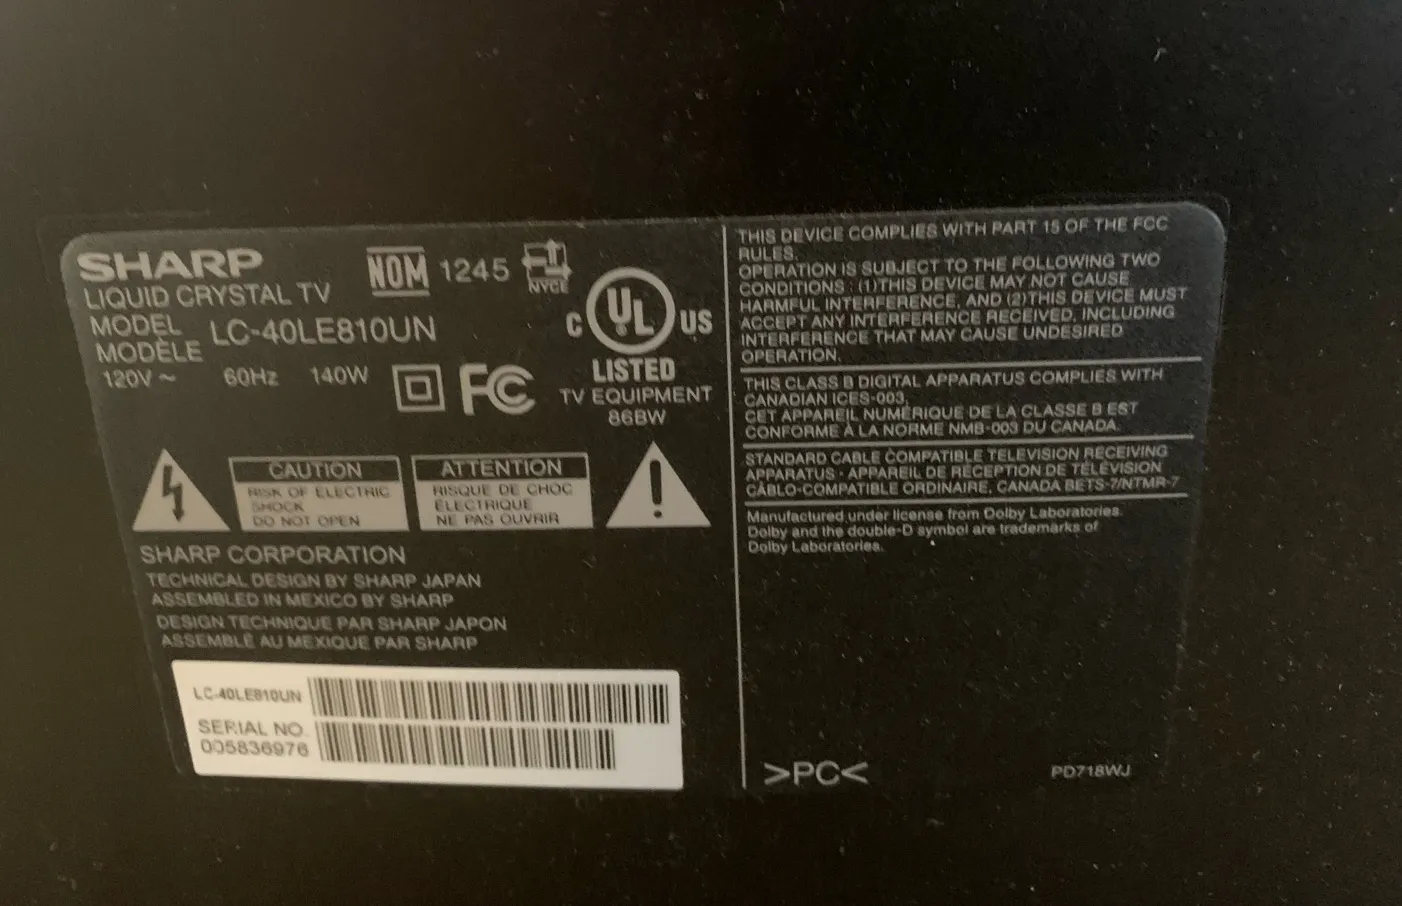 SHARP
LIQUID CRYSTAL TV
MODEL
MODÈLE
LC-40LE810UN
120V ~ 60Hz 140W
NOM 1245 NYCE
FC
C UL US
LISTED
TV EQUIPMENT
86BW
CAUTION
RISK OF ELECTRIC
SHOCK
DO NOT OPEN
ATTENTION
RISQUE DE CHOC
ÉLECTRIQUE
NE PAS OUVRIR
SHARP CORPORATION
TECHNICAL DESIGN BY SHARP JAPAN
ASSEMBLED IN MEXICO BY SHARP
DESIGN TECHNIQUE PAR SHARP JAPON
ASSEMBLÉ AU MEXIQUE PAR SHARP
LC-40LE810UN
SERIAL NO.
005836976
THIS DEVICE COMPLIES WITH PART 15 OF THE FCC
RULES.
OPERATION IS SUBJECT TO THE FOLLOWING TWO
CONDITIONS : (1)THIS DEVICE MAY NOT CAUSE
HARMFUL INTERFERENCE, AND (2)THIS DEVICE MUST
ACCEPT ANY INTERFERENCE RECEIVED, INCLUDING
INTERFERENCE THAT MAY CAUSE UNDESIRED
OPERATION.
THIS CLASS B DIGITAL APPARATUS COMPLIES WITH
CANADIAN ICES-003.
CET APPAREIL NUMÉRIQUE DE LA CLASSE B EST
CONFORME À LA NORME NMB-003 DU CANADA.
STANDARD CABLE COMPATIBLE TELEVISION RECEIVING
APPARATUS - APPAREIL DE RÉCEPTION DE TÉLÉVISION
CÂBLO-COMPATIBLE ORDINAIRE, CANADA BETS-7/NTMR-7
Manufactured under license from Dolby Laboratories.
Dolby and the double-D symbol are trademarks of
Dolby Laboratories.
>PC<
PD718WJ